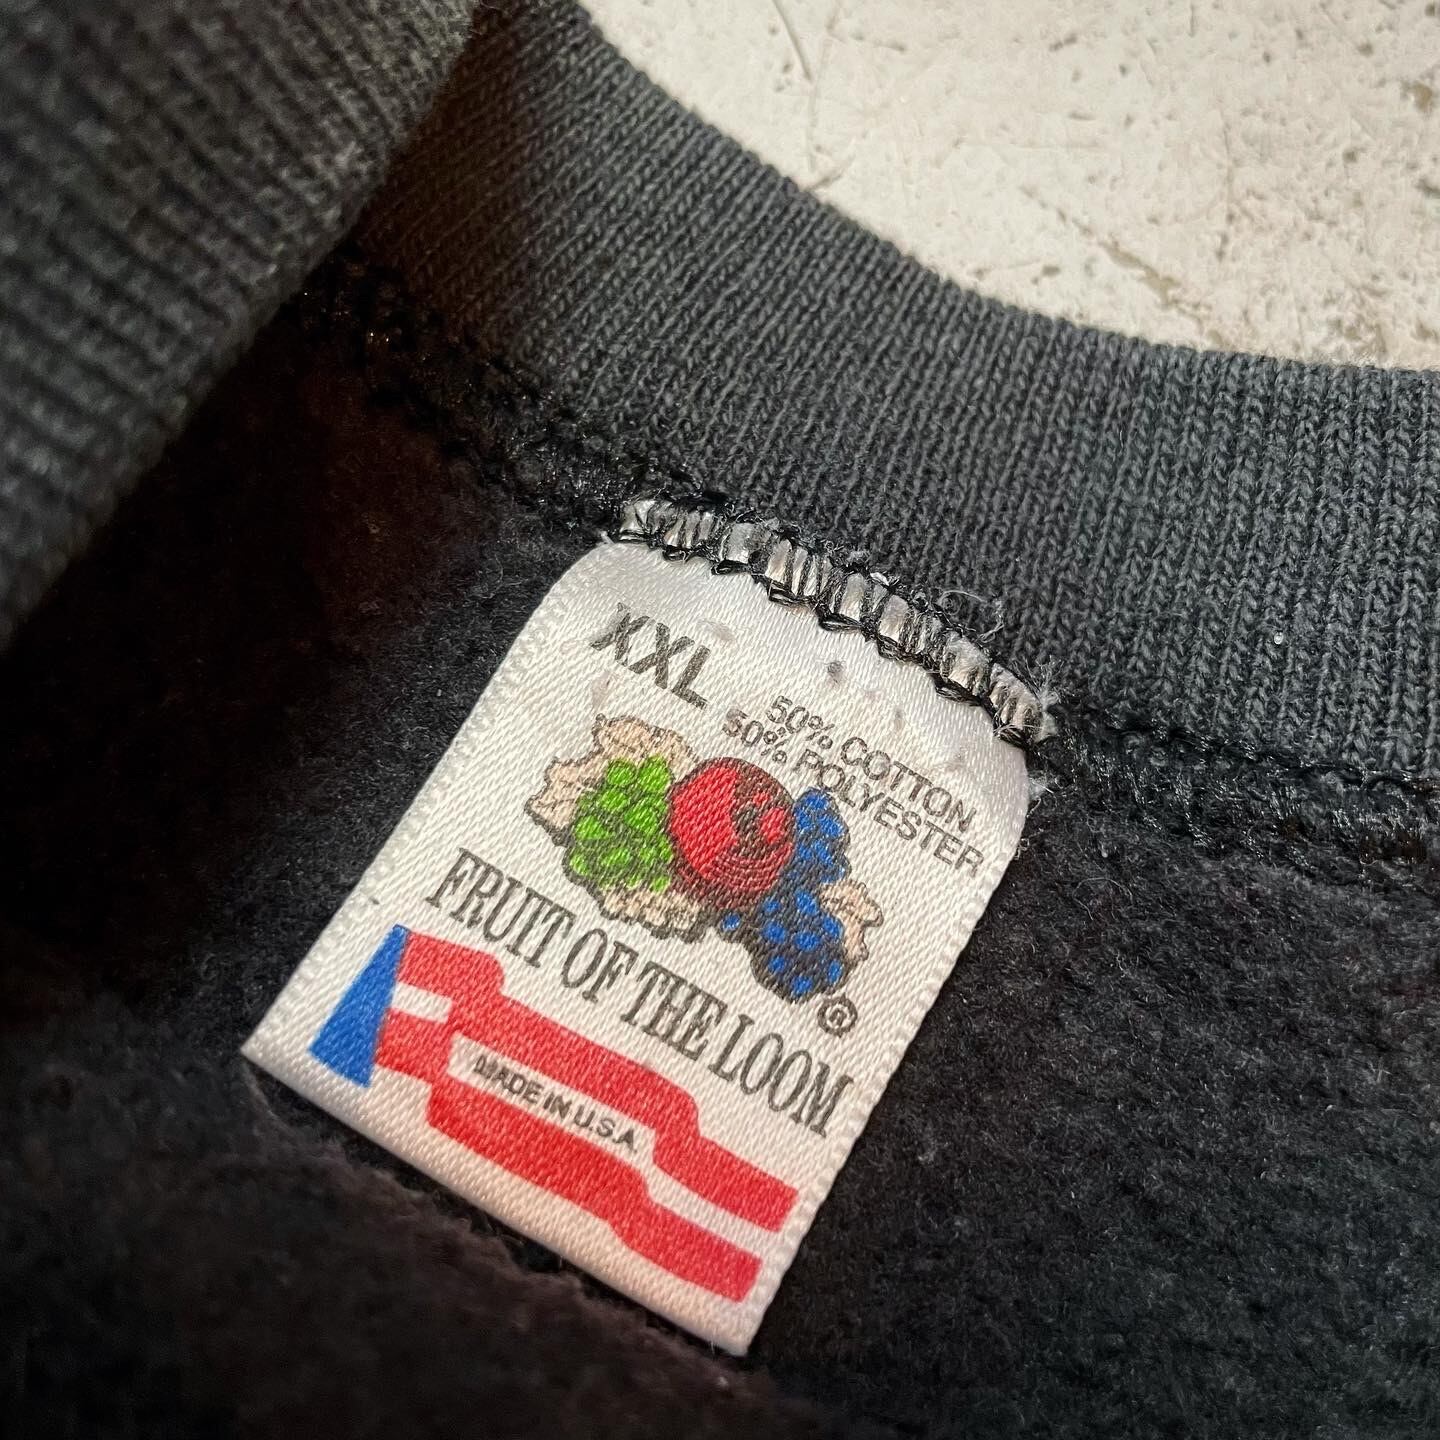 XXL
50% COTTON
50% POLYESTER
FRUIT OF THE LOOM
®
MADE IN U.S.A.